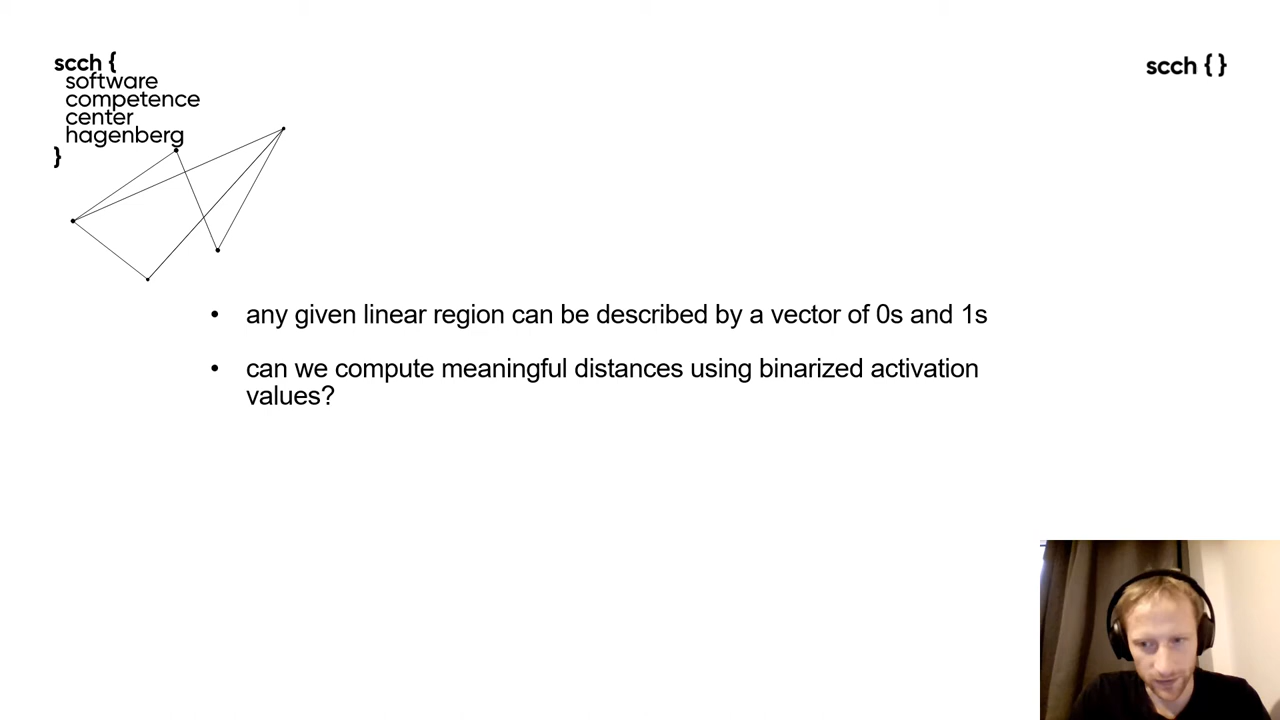 scch {
software
competence
center
hagenberg
}
scch { }
• any given linear region can be described by a vector of 0s and 1s
• can we compute meaningful distances using binarized activation
values?